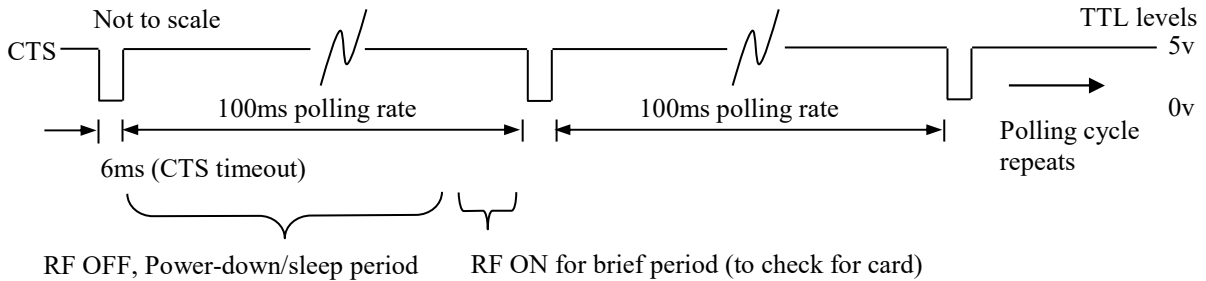 Not to scale
TTL levels
CTS
5v
100ms polling rate
100ms polling rate
0v
6ms (CTS timeout)
Polling cycle
repeats
RF OFF, Power-down/sleep period
RF ON for brief period (to check for card)